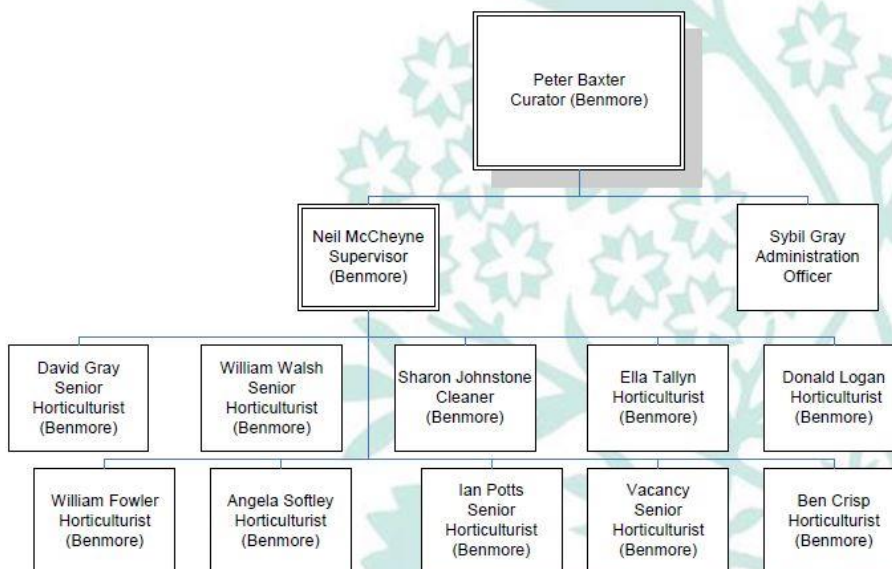 Peter Baxter
Curator (Benmore)
Neil McCheyne
Supervisor
(Benmore)
Sybil Gray
Administration
Officer
David Gray
Senior
Horticulturist
(Benmore)
William Walsh
Senior
Horticulturist
(Benmore)
Sharon Johnstone
Cleaner
(Benmore)
Ella Tallyn
Horticulturist
(Benmore)
Donald Logan
Horticulturist
(Benmore)
William Fowler
Horticulturist
(Benmore)
Angela Softley
Horticulturist
(Benmore)
Ian Potts
Senior
Horticulturist
(Benmore)
Vacancy
Senior
Horticulturist
(Benmore)
Ben Crisp
Horticulturist
(Benmore)